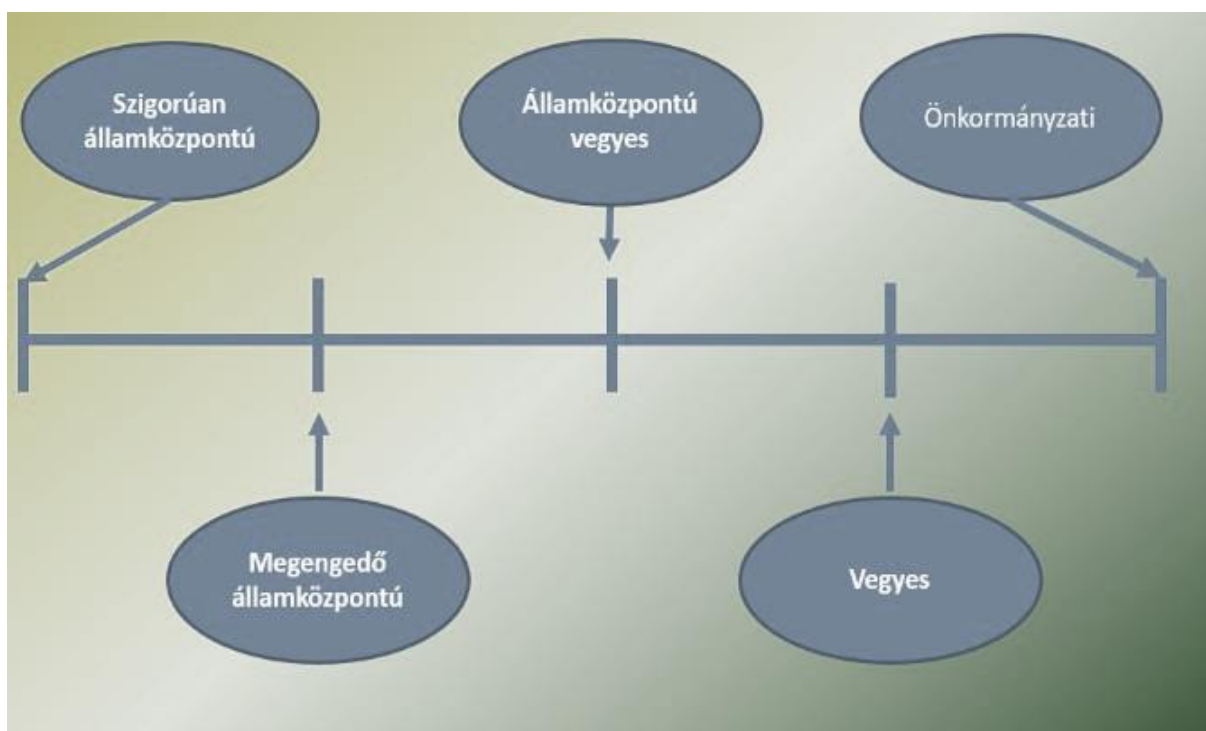 Szigorúan
államközpontú
Államközpontú
vegyes
Önkormányzati
Megengedő
államközpontú
Vegyes